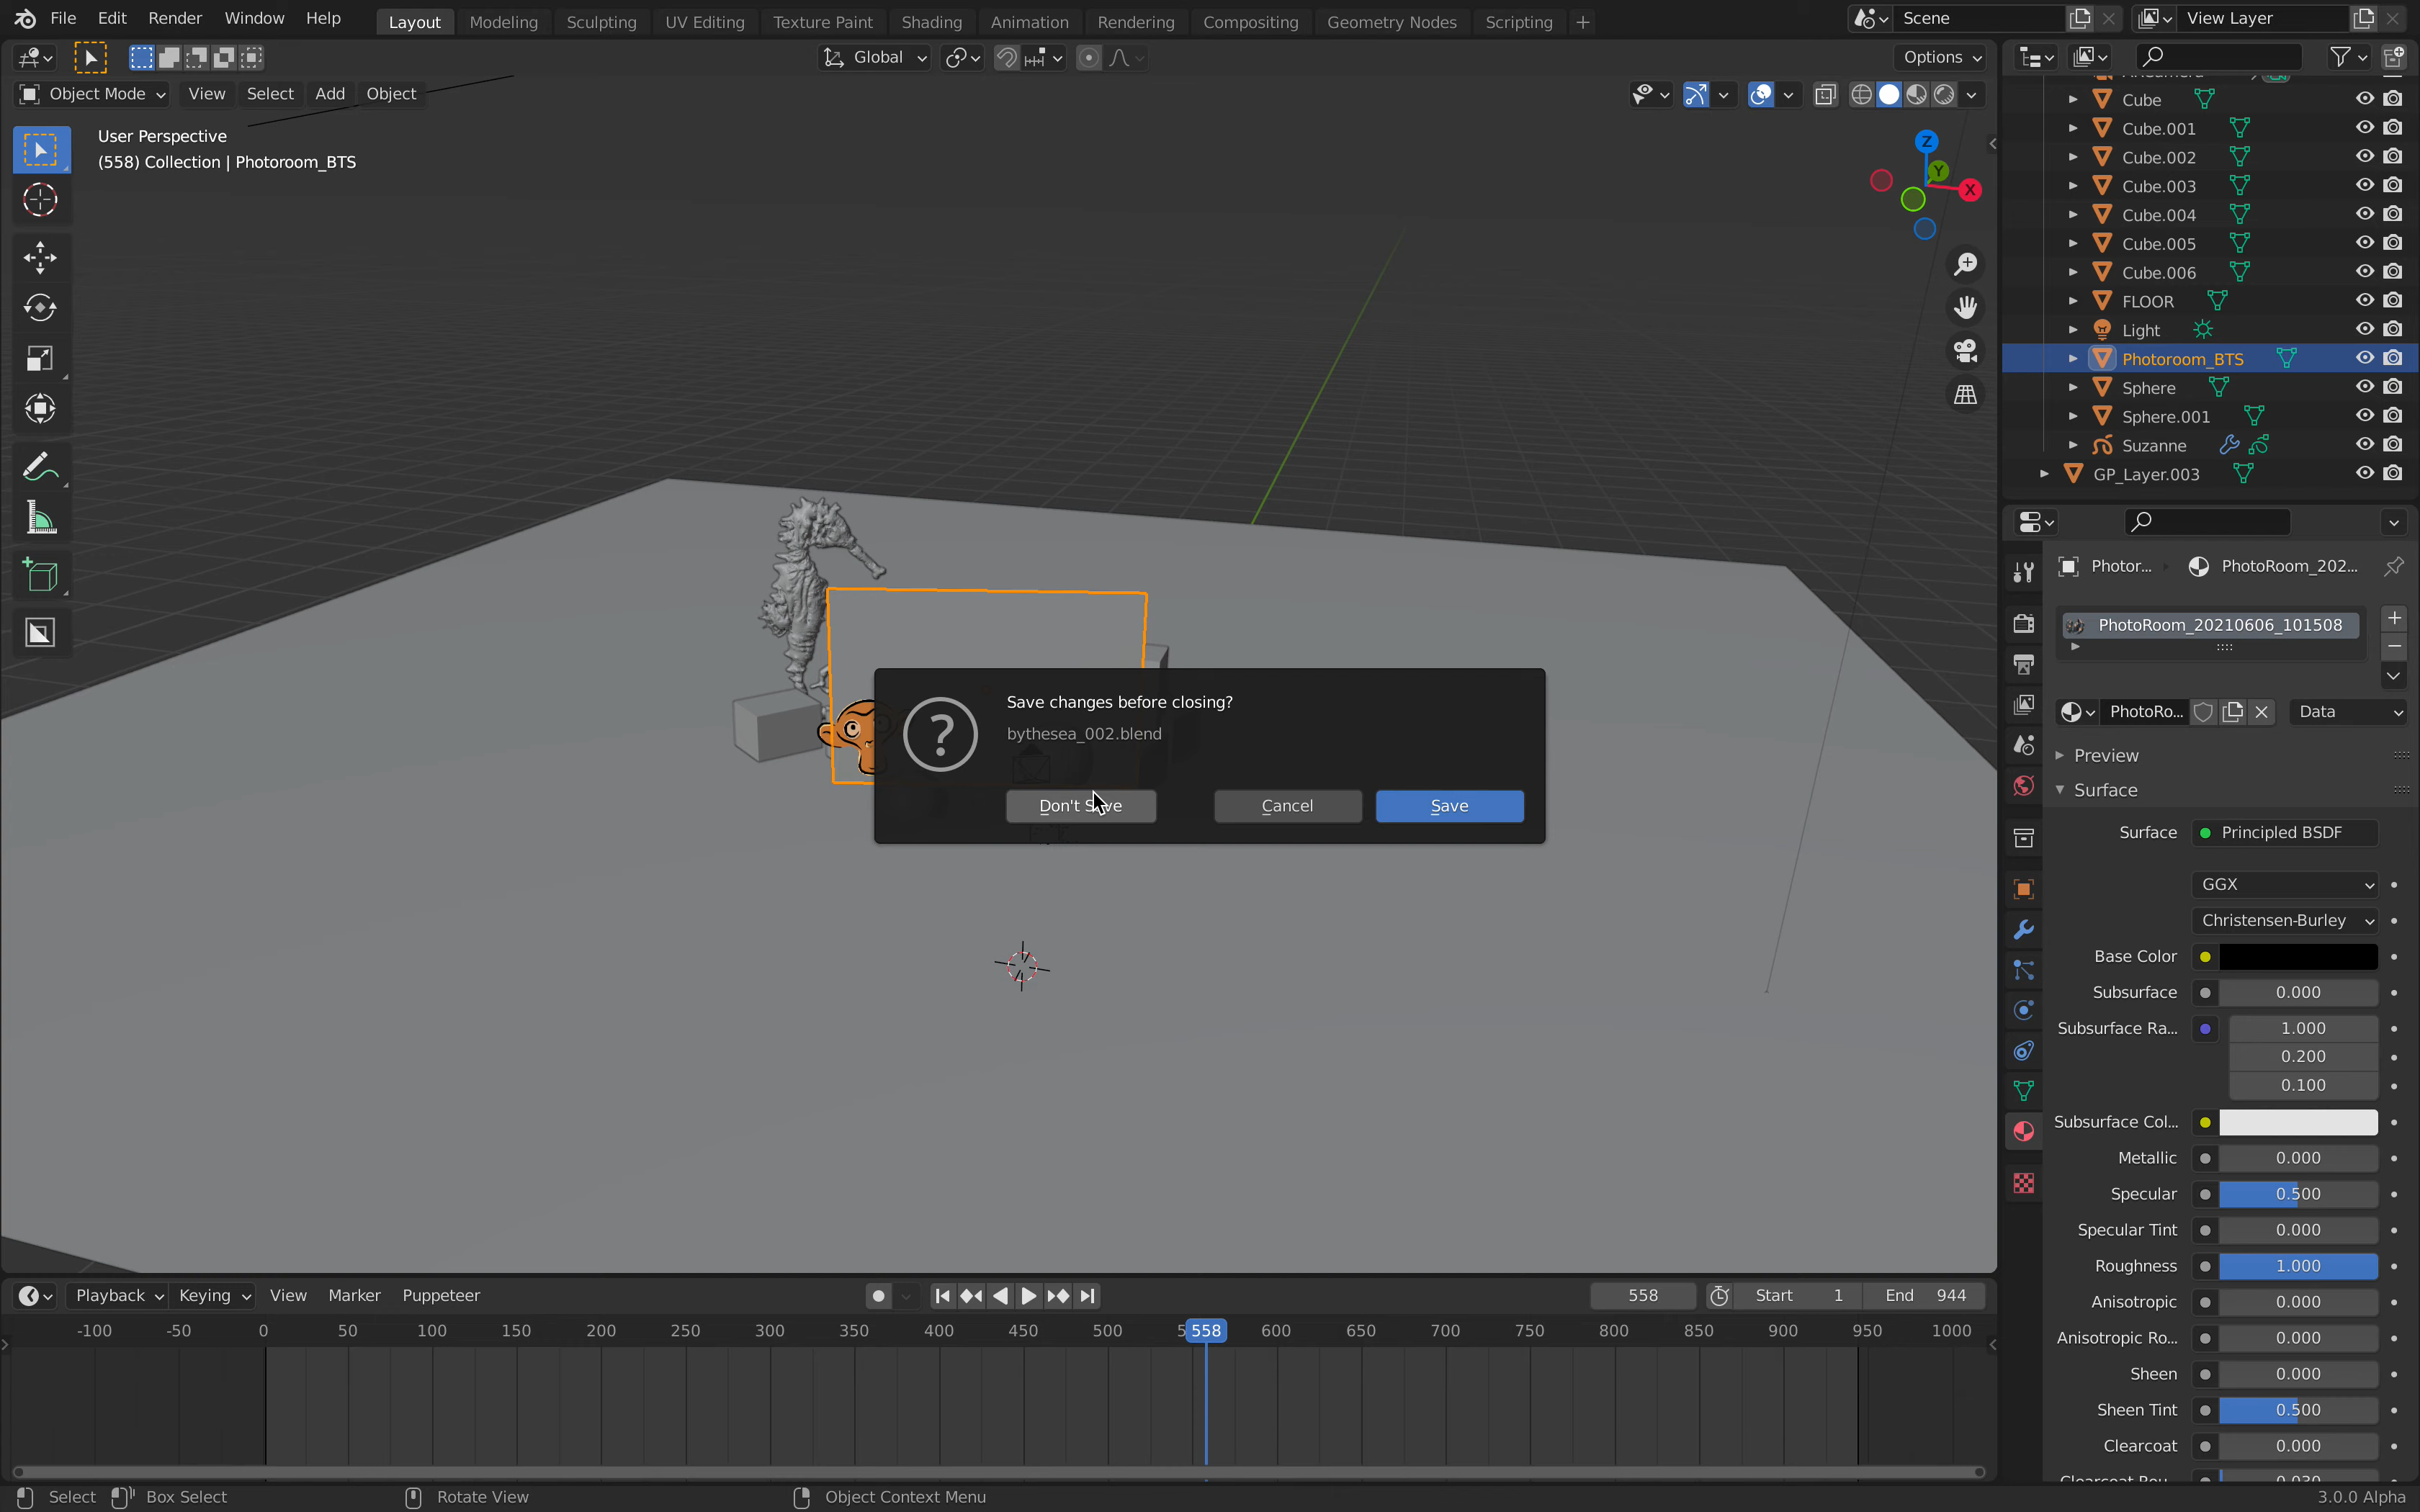 File Edit Render Window Help
Layout Modeling Sculpting UV Editing Texture Paint Shading Animation Rendering Compositing Geometry Nodes Scripting +
Scene
View Layer
Global
Options
Object Mode View Select Add Object
User Perspective
(558) Collection | Photoroom_BTS
Z
Y
X
Cube
Cube.001
Cube.002
Cube.003
Cube.004
Cube.005
Cube.006
FLOOR
Light
Photoroom_BTS
Sphere
Sphere.001
Suzanne
GP_Layer.003
Save changes before closing?
bythesea_002.blend
Don't Save Cancel Save
Photor... PhotoRoom_202...
PhotoRoom_20210606_101508
PhotoRo... Data
Preview
Surface
Surface Principled BSDF
GGX
Christensen-Burley
Base Color
Subsurface 0.000
Subsurface Ra... 1.000
0.200
0.100
Subsurface Col...
Metallic 0.000
Specular 0.500
Specular Tint 0.000
Roughness 1.000
Anisotropic 0.000
Anisotropic Ro... 0.000
Sheen 0.000
Sheen Tint 0.500
Clearcoat 0.000
Playback Keying View Marker Puppeteer
558 Start 1 End 944
-100 -50 0 50 100 150 200 250 300 350 400 450 500 558 600 650 700 750 800 850 900 950 1000
Select Box Select Rotate View Object Context Menu 3.0.0 Alpha